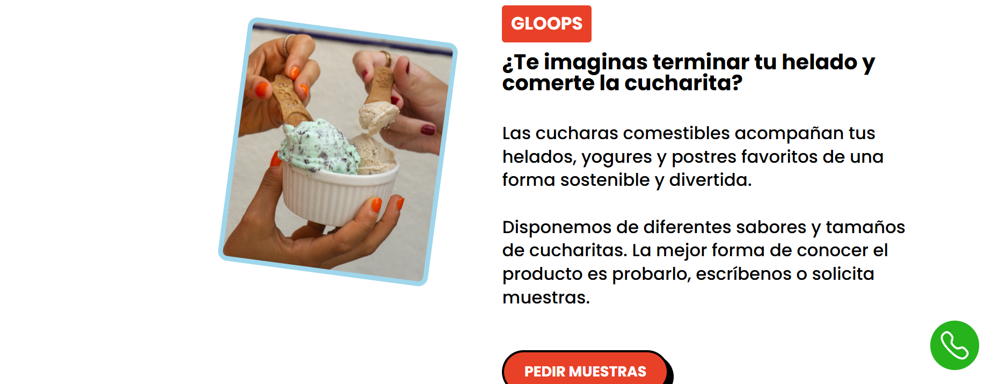 GLOOPS
¿Te imaginas terminar tu helado y
comerte la cucharita?
Las cucharas comestibles acompañan tus
helados, yogures y postres favoritos de una
forma sostenible y divertida.
Disponemos de diferentes sabores y tamaños
de cucharitas. La mejor forma de conocer el
producto es probarlo, escríbenos o solicita
muestras.
PEDIR MUESTRAS